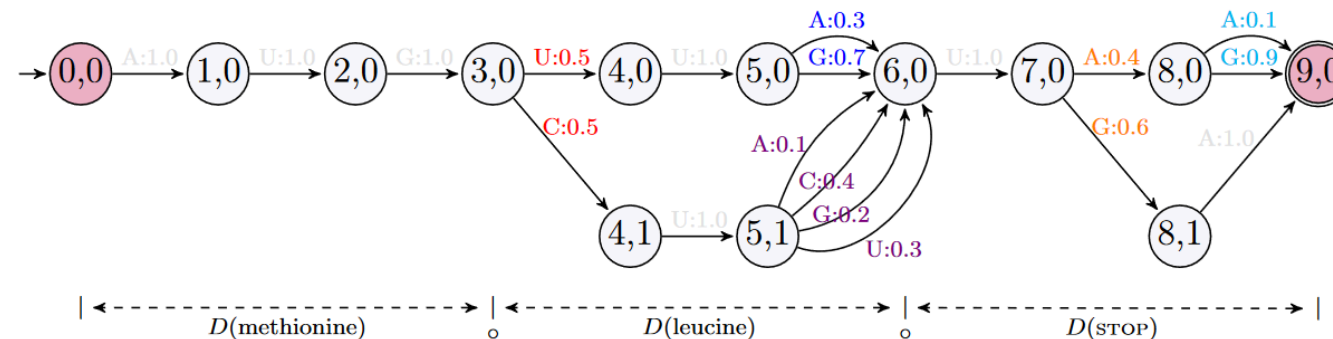 A:0.3 A:0.1
0,0 A:1.0 1,0 U:1.0 2,0 G:1.0 3,0 U:0.5 4,0 U:1.0 5,0 G:0.7 6,0 U:1.0 7,0 A:0.4 8,0 G:0.9 9,0
C:0.5 G:0.6
A:0.1 A:1.0
C:0.4
4,1 U:1.0 5,1 G:0.2 8,1
U:0.3
D(methionine) D(leucine) D(STOP)